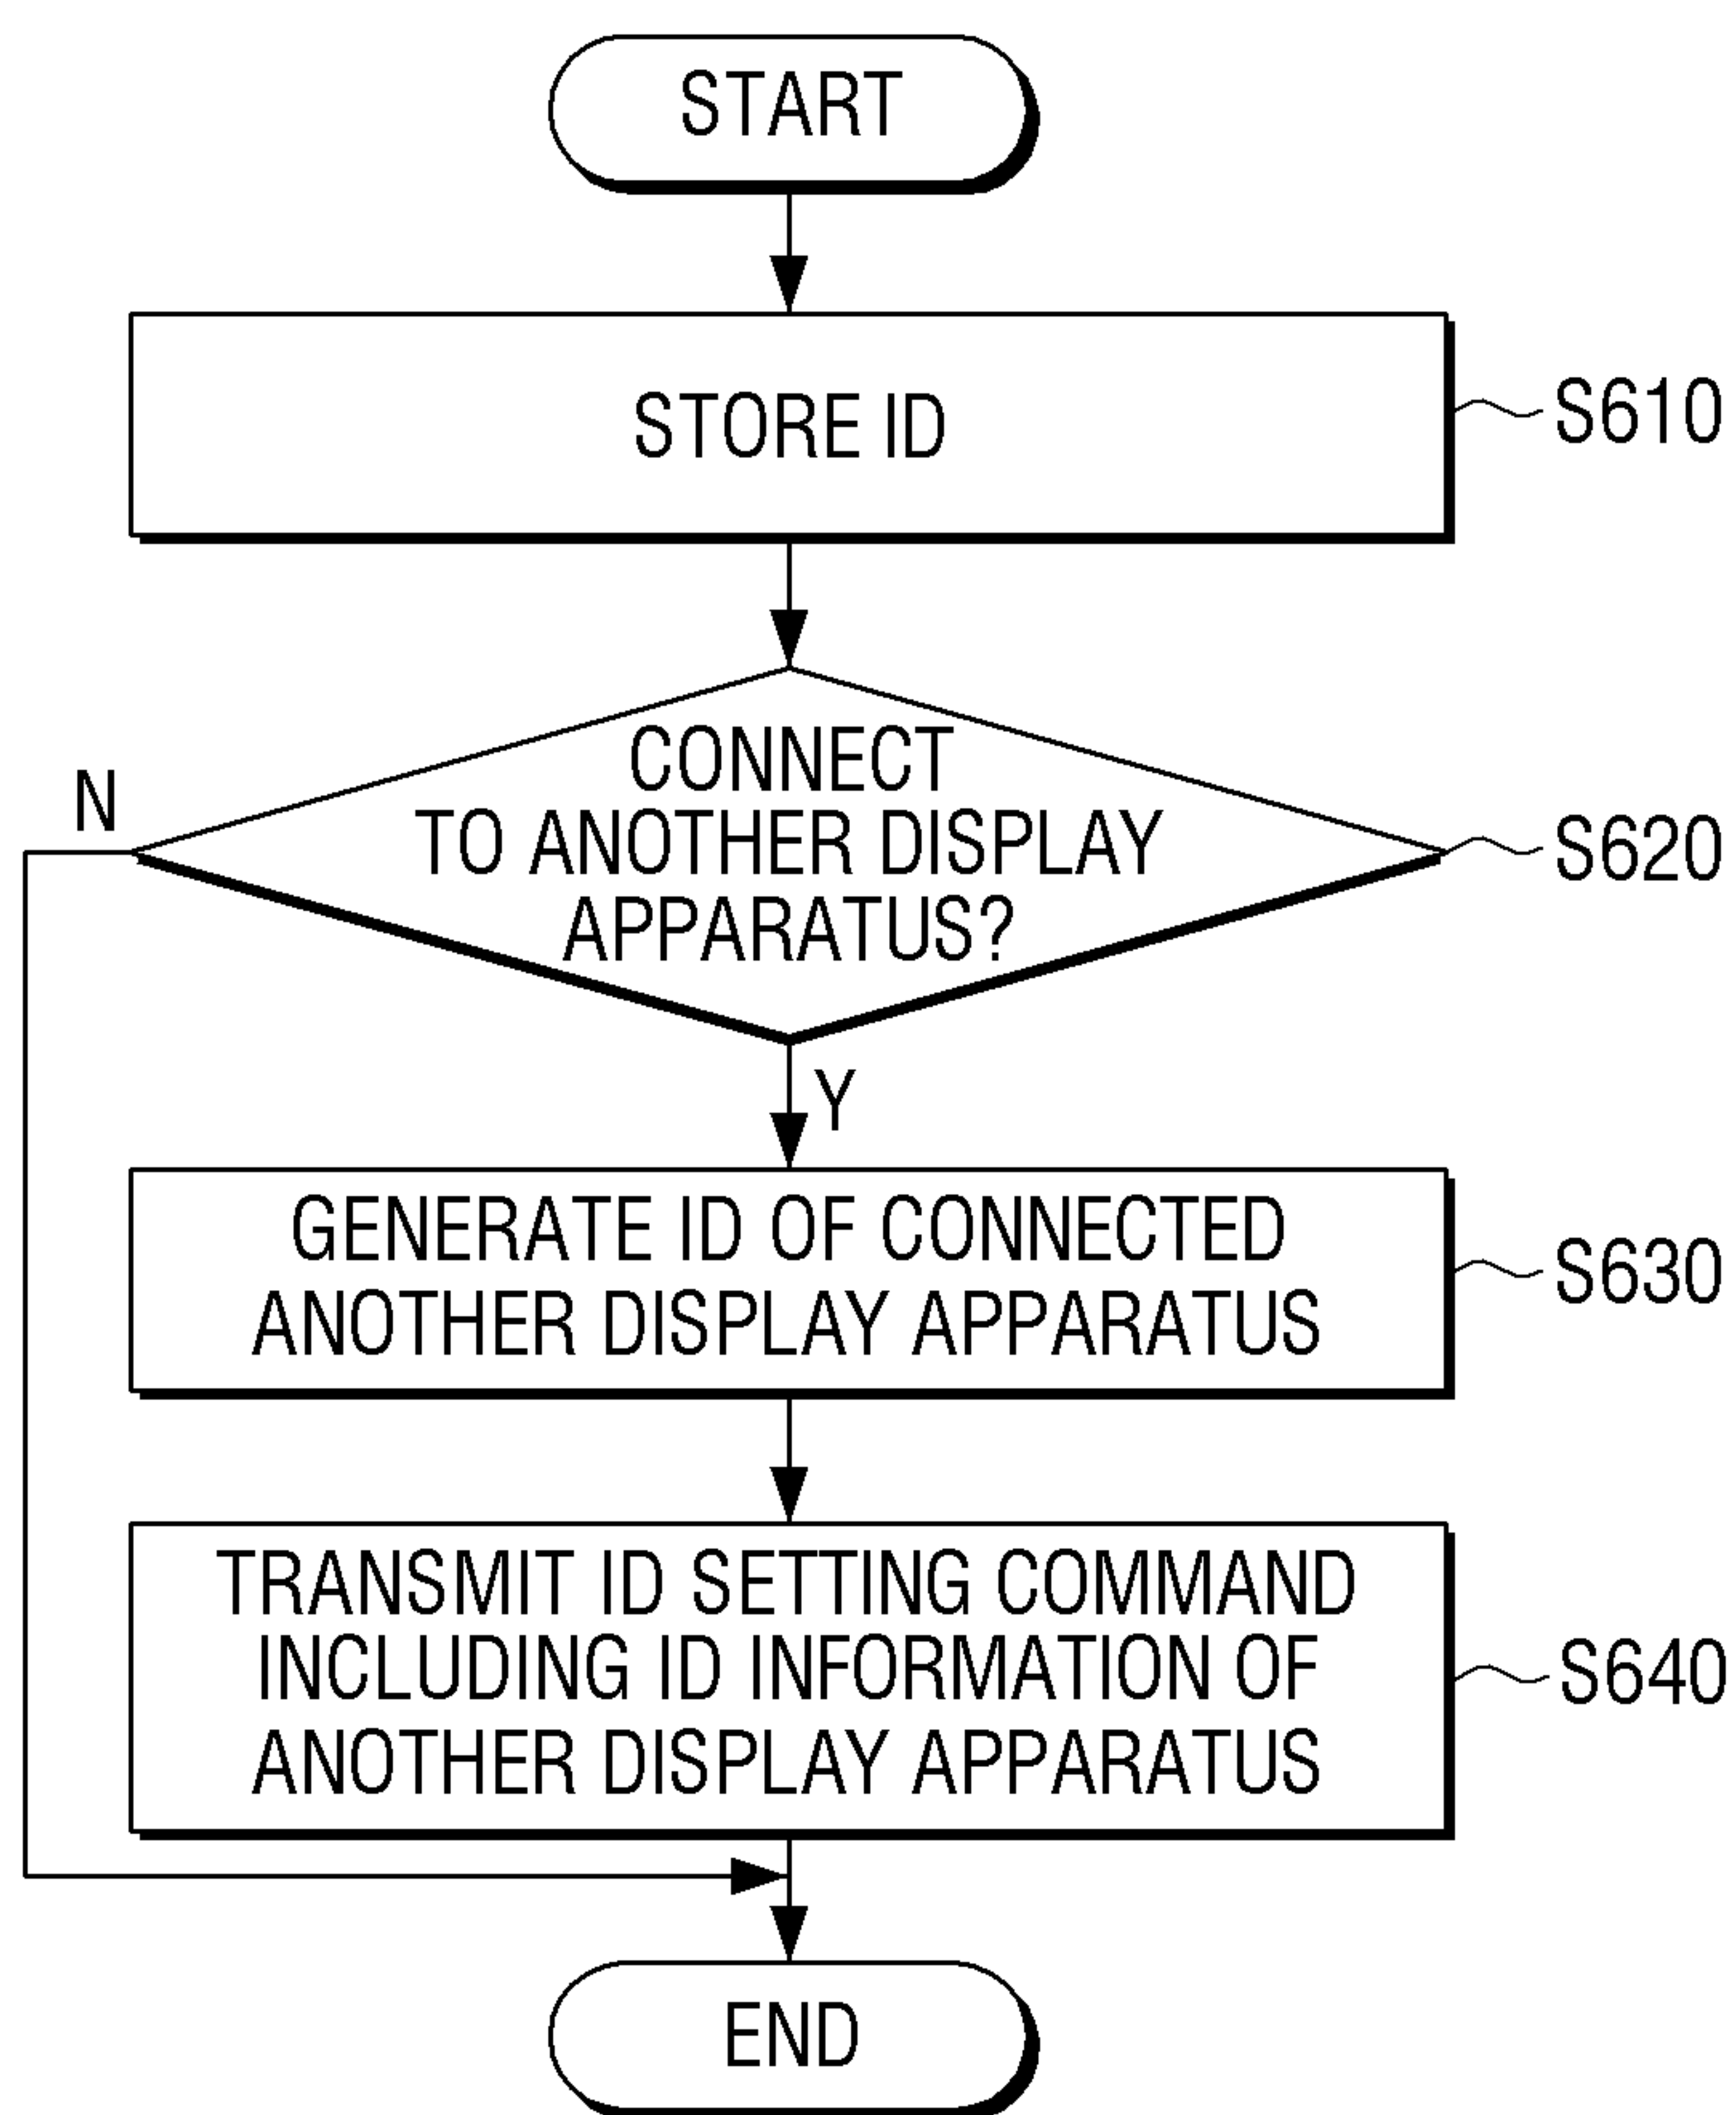 START
STORE ID
S610
CONNECT
TO ANOTHER DISPLAY
APPARATUS?
S620
N
Y
GENERATE ID OF CONNECTED
ANOTHER DISPLAY APPARATUS
S630
TRANSMIT ID SETTING COMMAND
INCLUDING ID INFORMATION OF
ANOTHER DISPLAY APPARATUS
S640
END